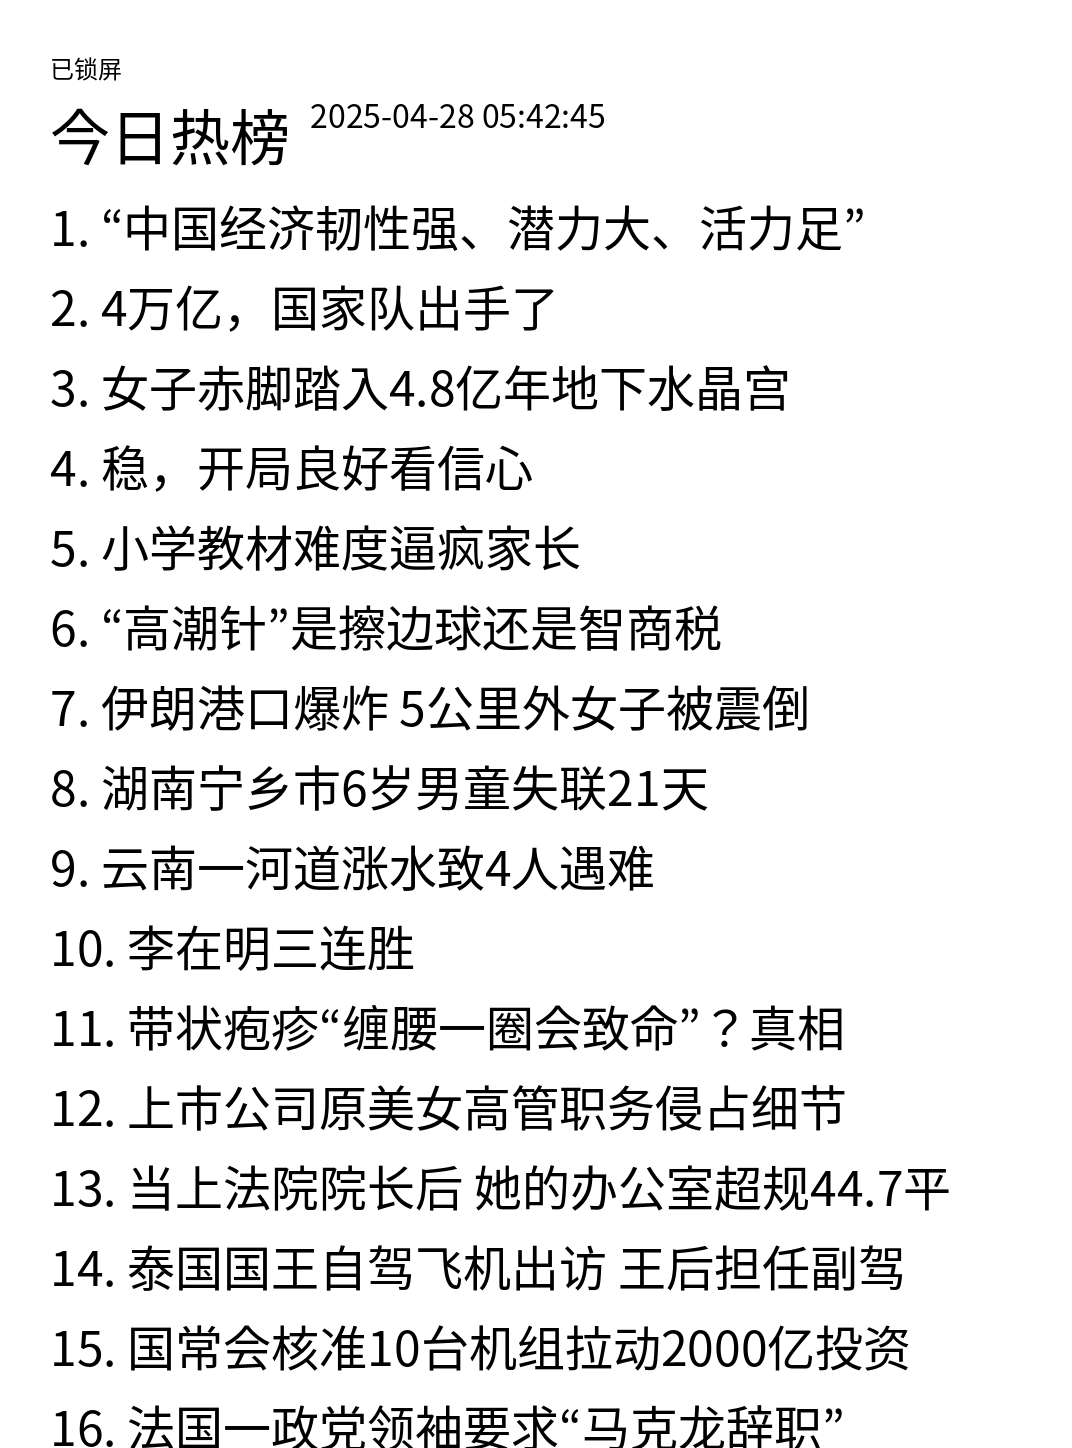 已锁屏
今日热榜 2025-04-28 05:42:45
1. “中国经济韧性强、潜力大、活力足”
2. 4万亿，国家队出手了
3. 女子赤脚踏入4.8亿年地下水晶宫
4. 稳，开局良好看信心
5. 小学教材难度逼疯家长
6. “高潮针”是擦边球还是智商税
7. 伊朗港口爆炸 5公里外女子被震倒
8. 湖南宁乡市6岁男童失联21天
9. 云南一河道涨水致4人遇难
10. 李在明三连胜
11. 带状疱疹“缠腰一圈会致命”？真相
12. 上市公司原美女高管职务侵占细节
13. 当上法院院长后 她的办公室超规44.7平
14. 泰国国王自驾飞机出访 王后担任副驾
15. 国常会核准10台机组拉动2000亿投资
16. 法国一政党领袖要求“马克龙辞职”